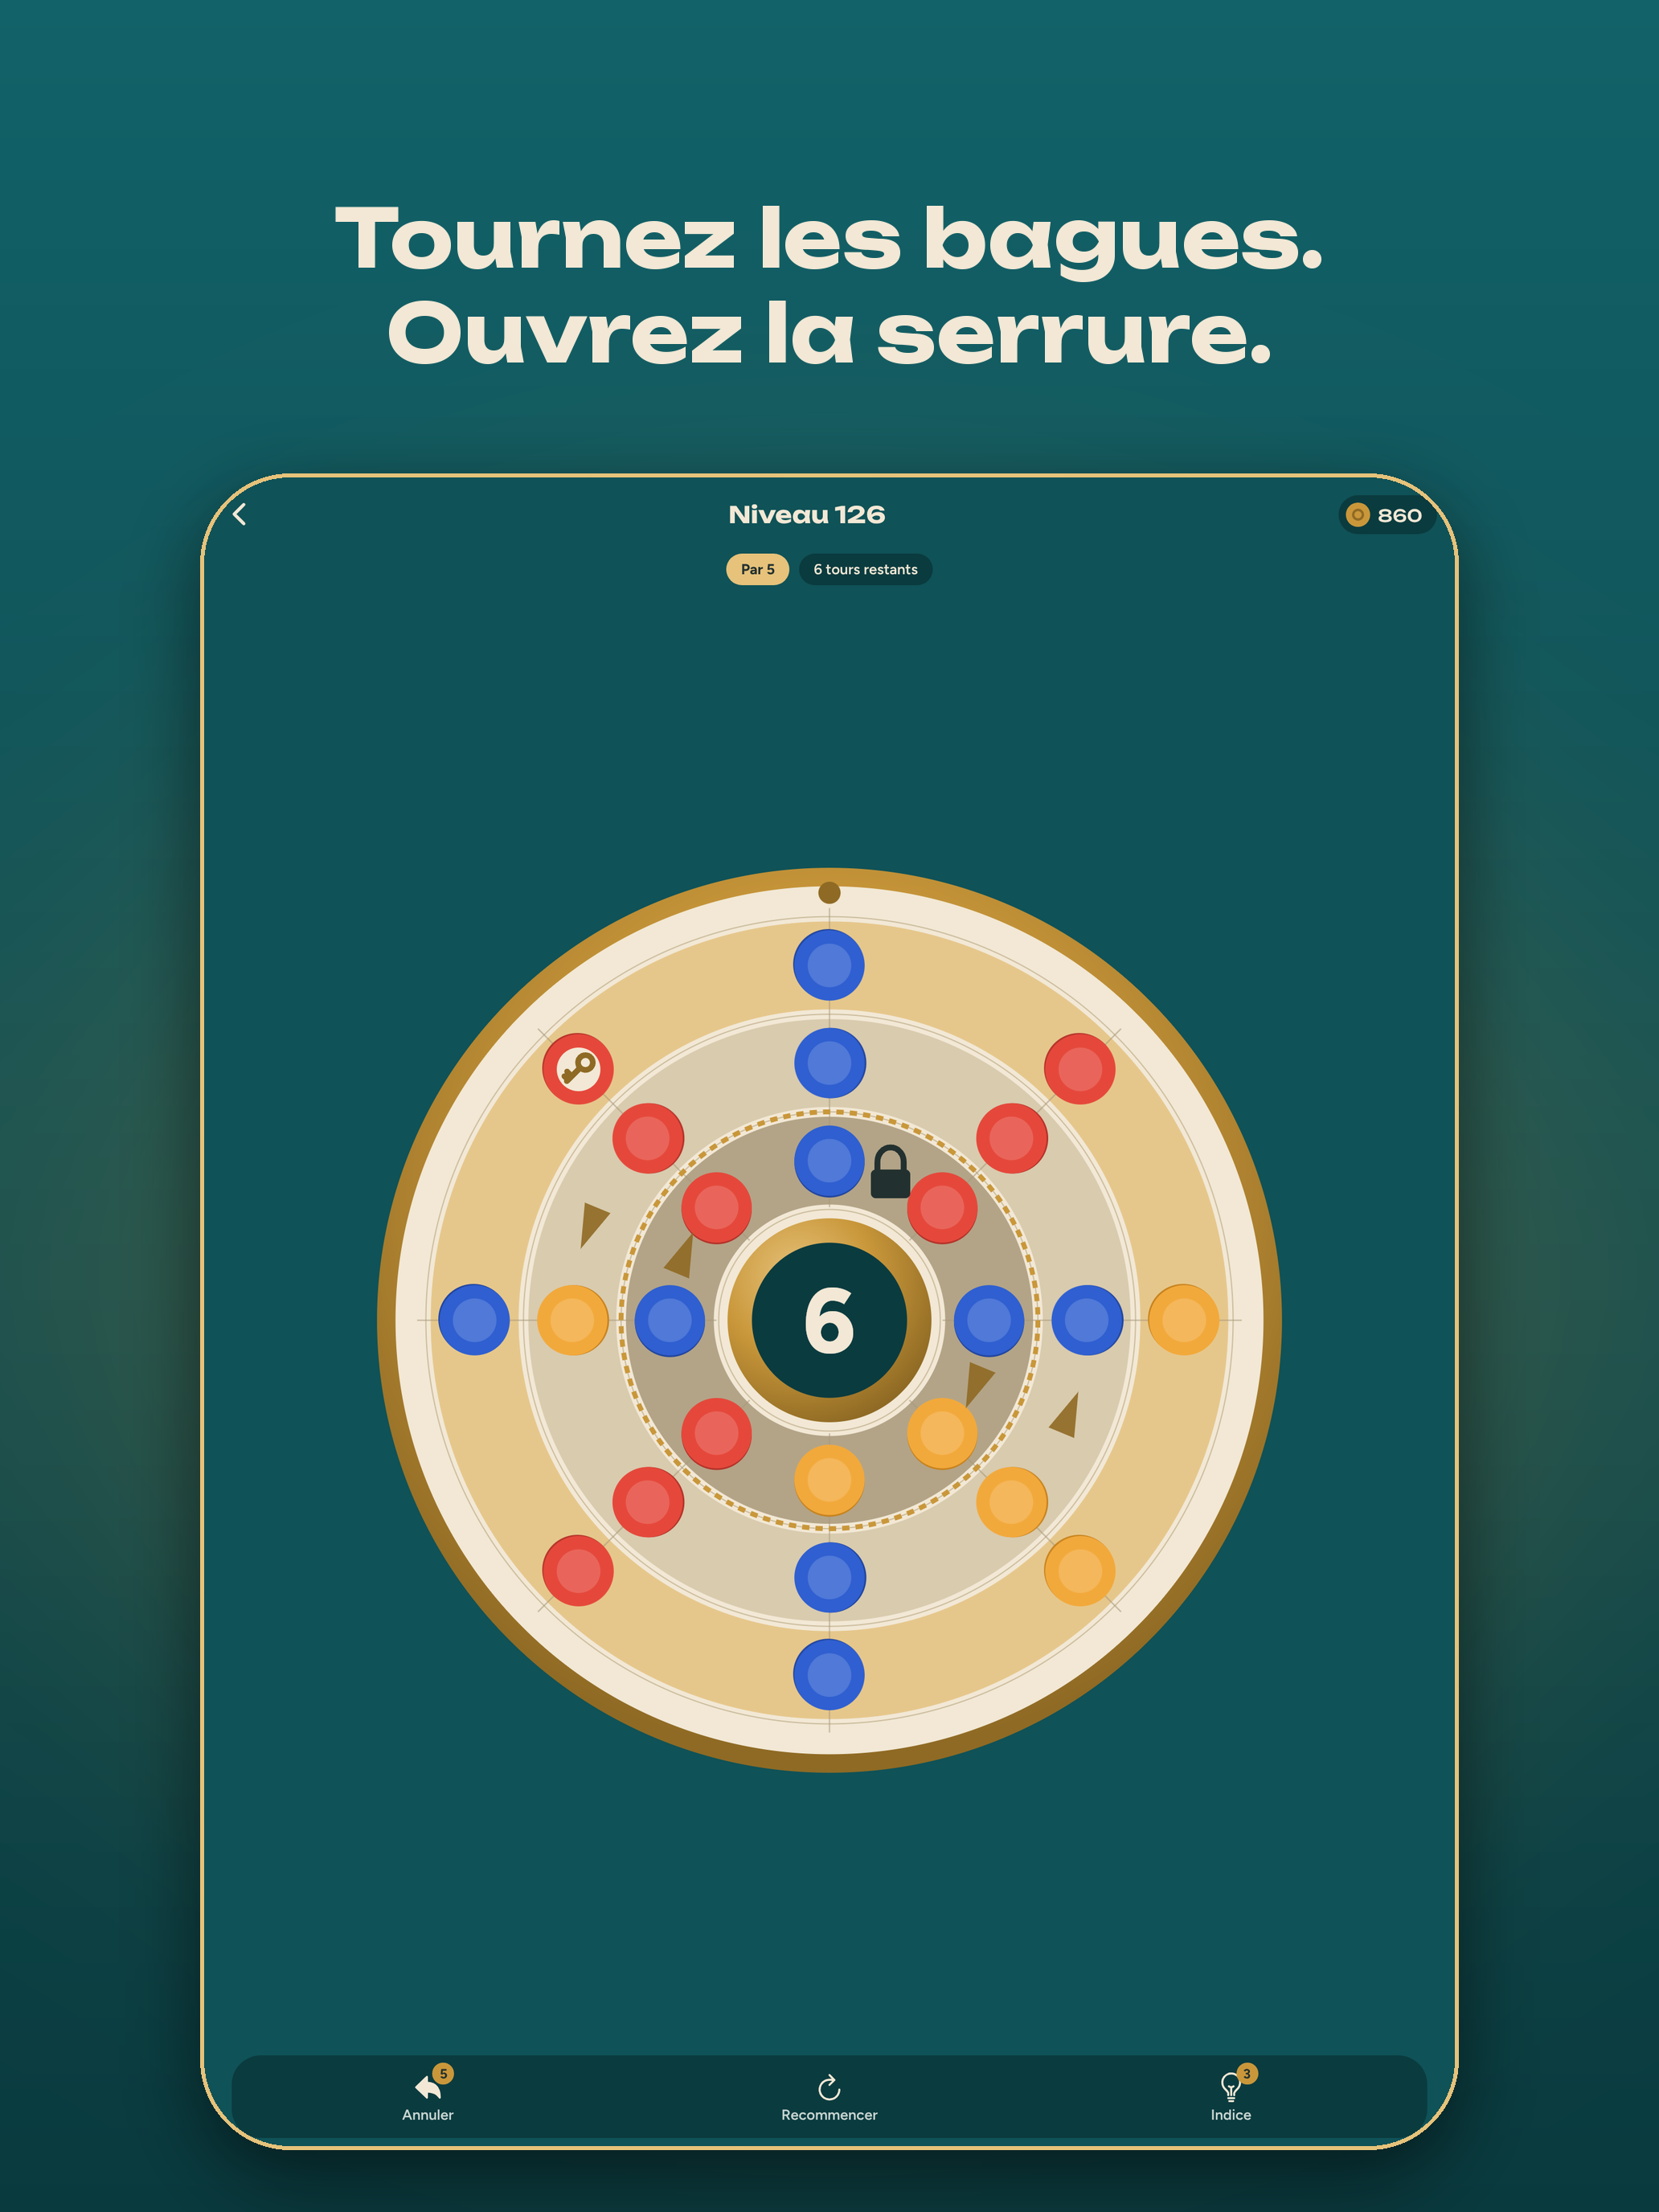 Tournez les bagues.
Ouvrez la serrure.
Niveau 126
860
Par 5
6 tours restants
6
5
Annuler
Recommencer
3
Indice